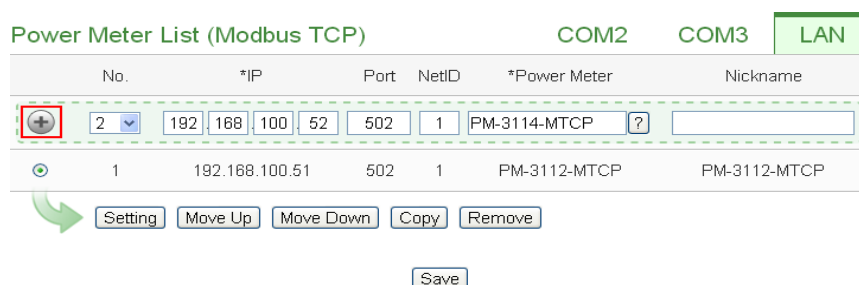 Power Meter List (Modbus TCP) COM2 COM3 LAN
No. *IP Port NetID *Power Meter Nickname
2 192 . 168 . 100 . 52 502 1 PM-3114-MTCP ?
1 192.168.100.51 502 1 PM-3112-MTCP PM-3112-MTCP
Setting Move Up Move Down Copy Remove
Save